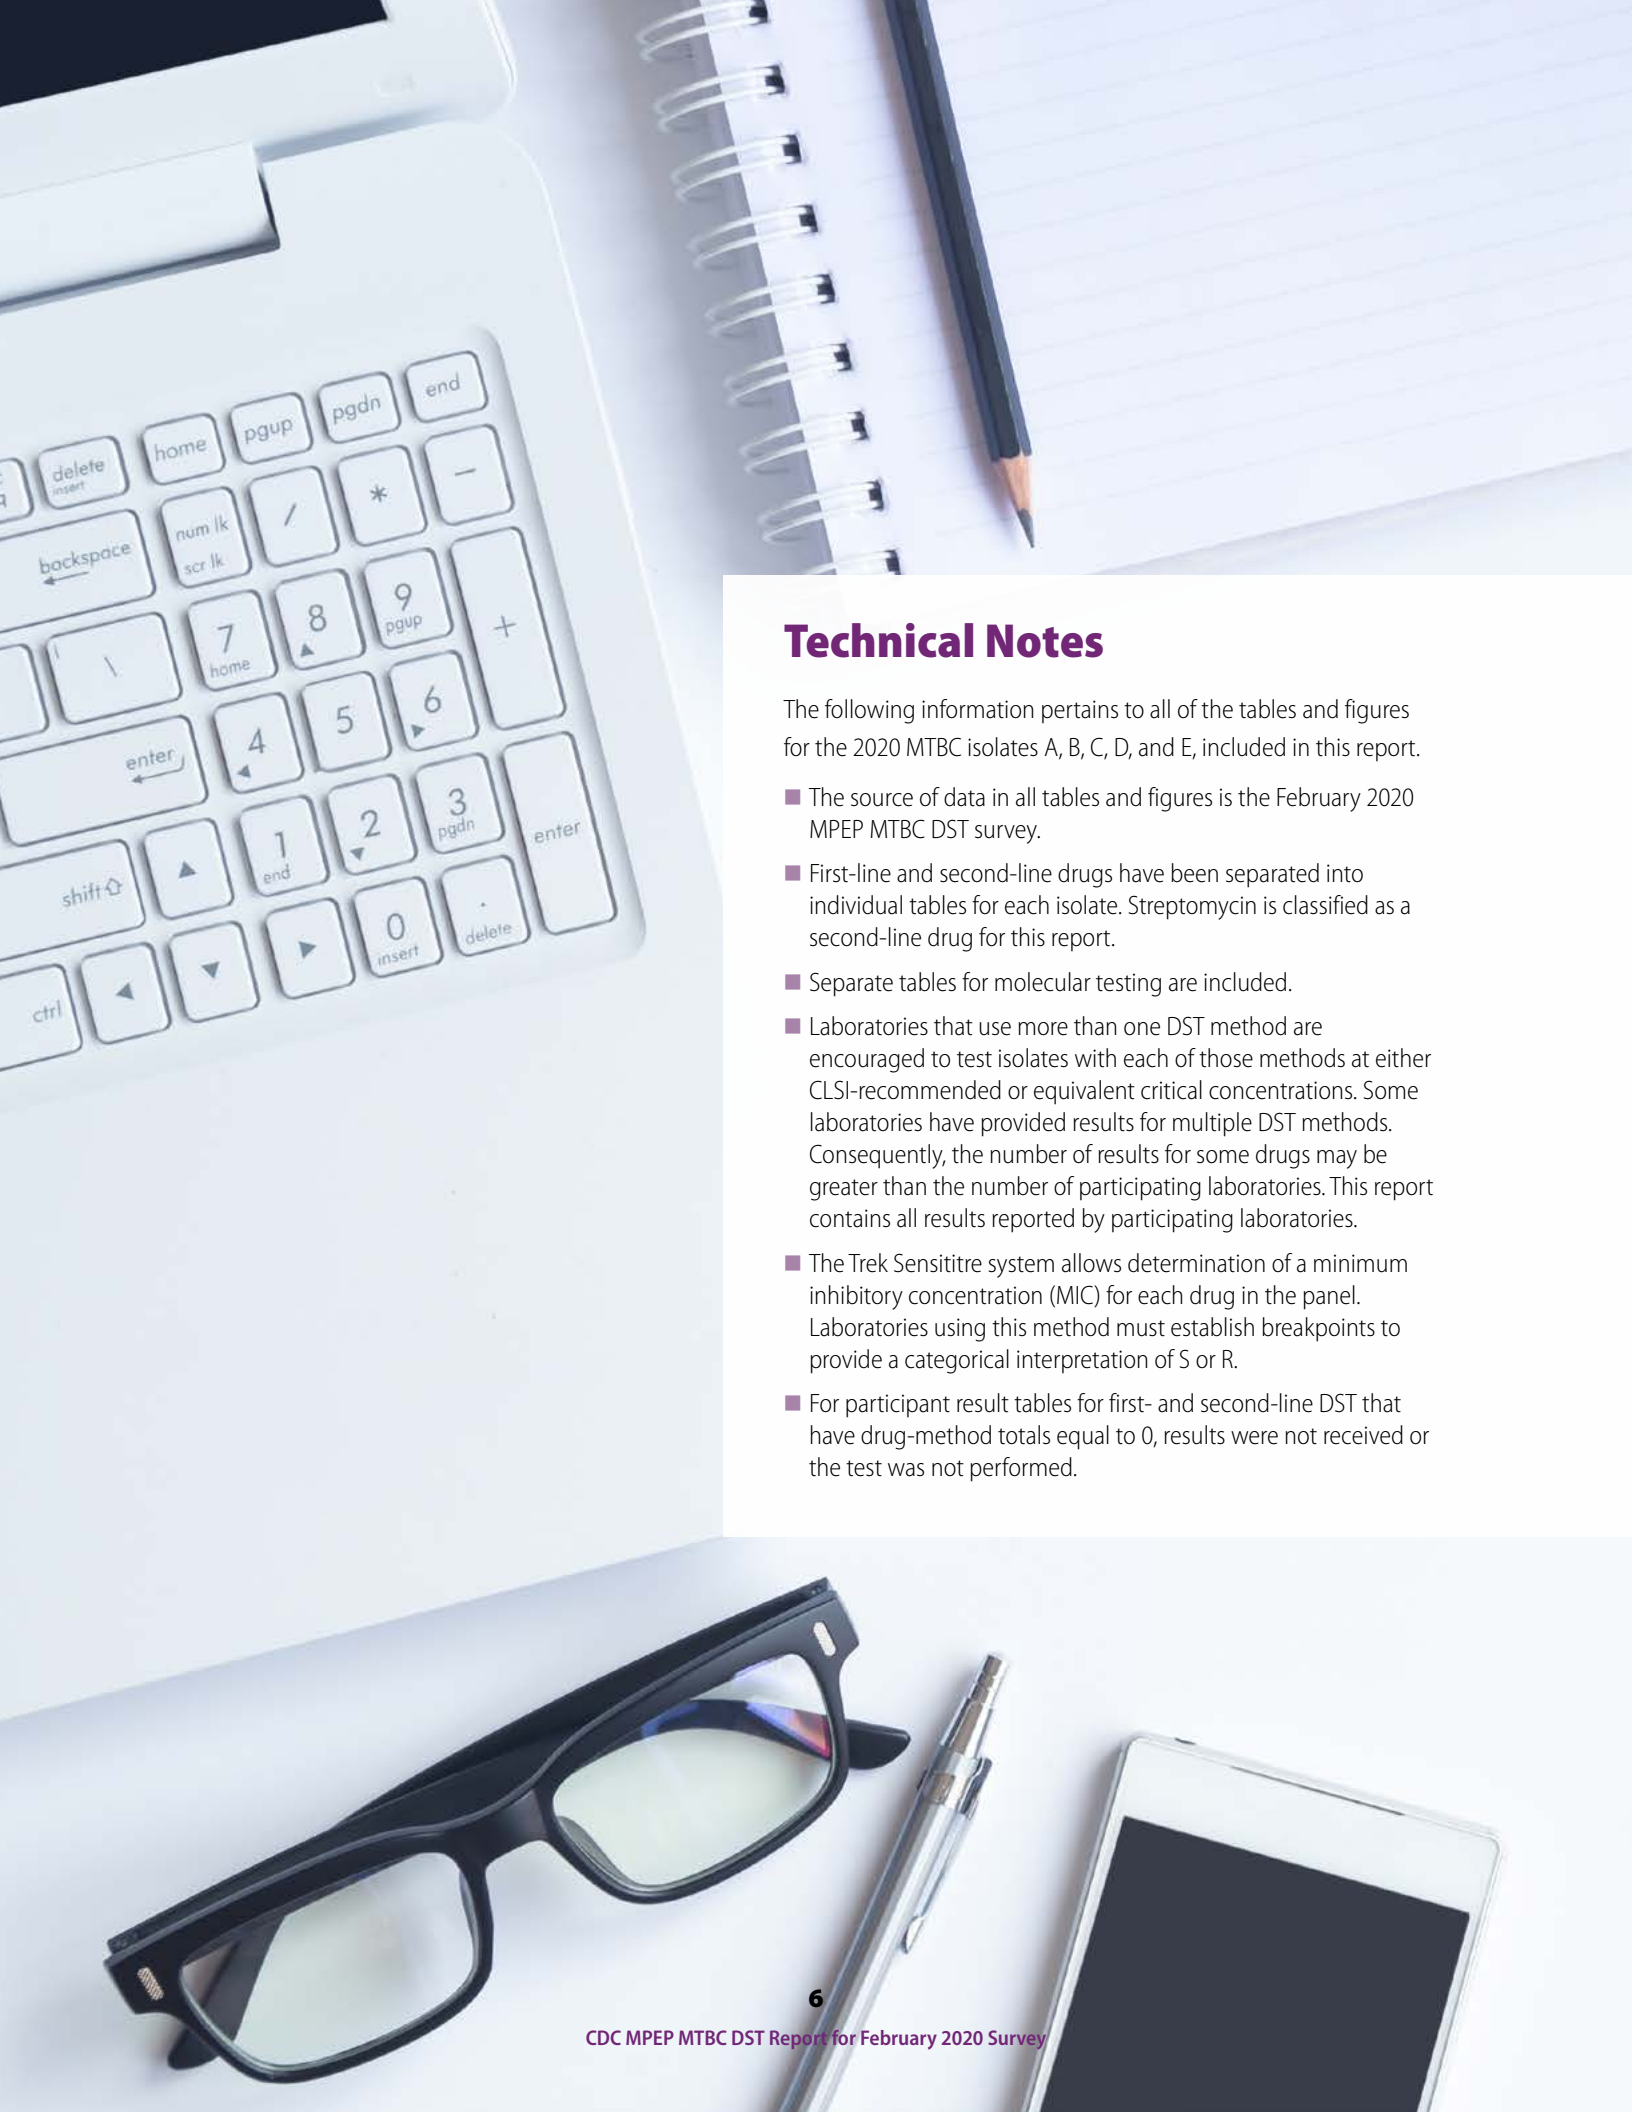 end
pgdn
pgup
home
delete
insert
num lk
scr lk
/
*
–
backspace
7
home
8
9
pgup
+
\
4
5
6
enter
1
end
2
3
pgdn
enter
shift
0
insert
.
delete
ctrl
Technical Notes
The following information pertains to all of the tables and figures
for the 2020 MTBC isolates A, B, C, D, and E, included in this report.
■ The source of data in all tables and figures is the February 2020
MPEP MTBC DST survey.
■ First-line and second-line drugs have been separated into
individual tables for each isolate. Streptomycin is classified as a
second-line drug for this report.
■ Separate tables for molecular testing are included.
■ Laboratories that use more than one DST method are
encouraged to test isolates with each of those methods at either
CLSI-recommended or equivalent critical concentrations. Some
laboratories have provided results for multiple DST methods.
Consequently, the number of results for some drugs may be
greater than the number of participating laboratories. This report
contains all results reported by participating laboratories.
■ The Trek Sensititre system allows determination of a minimum
inhibitory concentration (MIC) for each drug in the panel.
Laboratories using this method must establish breakpoints to
provide a categorical interpretation of S or R.
■ For participant result tables for first- and second-line DST that
have drug-method totals equal to 0, results were not received or
the test was not performed.
6
CDC MPEP MTBC DST Report for February 2020 Survey